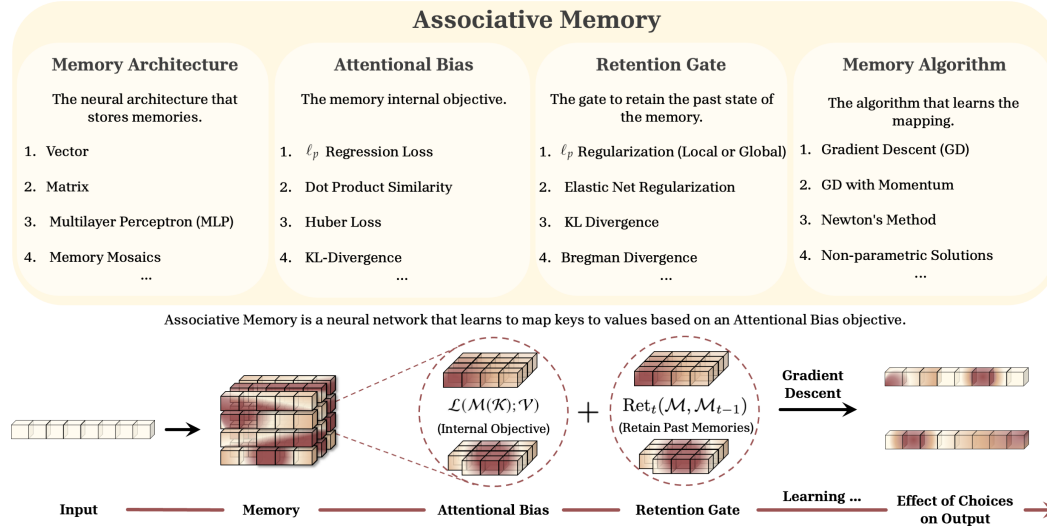 Associative Memory
Memory Architecture
The neural architecture that
stores memories.
1. Vector
2. Matrix
3. Multilayer Perceptron (MLP)
4. Memory Mosaics
...
Attentional Bias
The memory internal objective.
1. ℓ_p Regression Loss
2. Dot Product Similarity
3. Huber Loss
4. KL-Divergence
...
Retention Gate
The gate to retain the past state of
the memory.
1. ℓ_p Regularization (Local or Global)
2. Elastic Net Regularization
3. KL Divergence
4. Bregman Divergence
...
Memory Algorithm
The algorithm that learns the
mapping.
1. Gradient Descent (GD)
2. GD with Momentum
3. Newton's Method
4. Non-parametric Solutions
...
Associative Memory is a neural network that learns to map keys to values based on an Attentional Bias objective.
ℒ(ℳ(𝒦); 𝒱)
(Internal Objective)
+
Ret_t(ℳ, ℳ_{t−1})
(Retain Past Memories)
Gradient
Descent
Input
Memory
Attentional Bias
Retention Gate
Learning ...
Effect of Choices
on Output